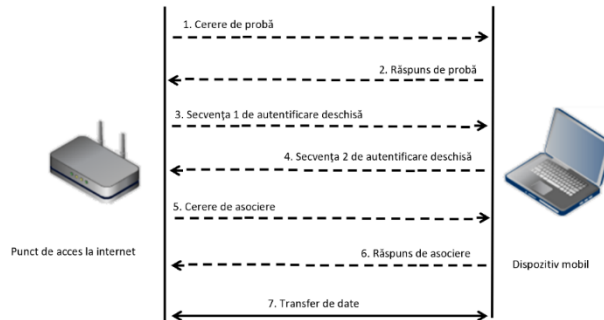 1. Cerere de probă
2. Răspuns de probă
3. Secvența 1 de autentificare deschisă
4. Secvența 2 de autentificare deschisă
5. Cerere de asociere
Punct de acces la internet
6. Răspuns de asociere
Dispozitiv mobil
7. Transfer de date